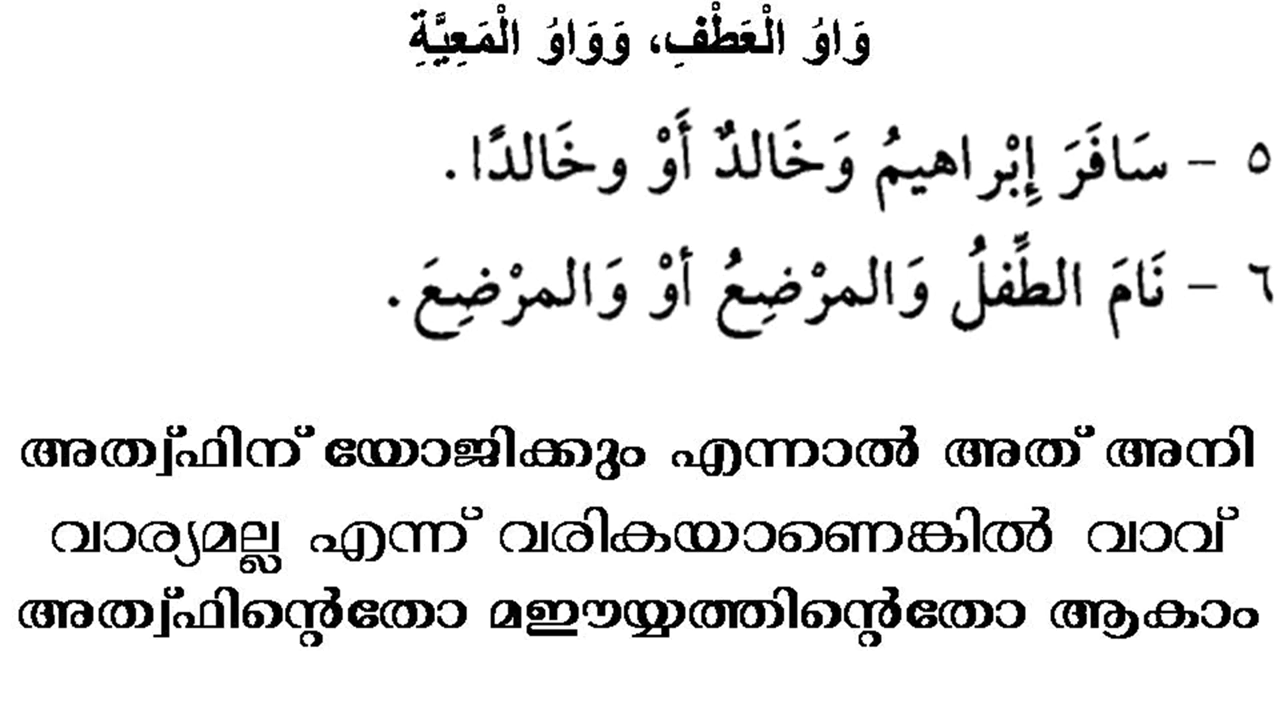 وَاوُ الْعَطْفِ، وَوَاوُ الْمَعِيَّةِ
٥ – سَافَرَ إِبْراهيمُ وَخَالدٌ أَوْ وخَالدًا .
٦ – نَامَ الطِّفلُ وَالمرْضِعُ أوْ وَالمرْضِعَ .
അത്വ്ഫിന് യോജിക്കും എന്നാൽ അത് അനി
വാര്യമല്ല എന്ന് വരികയാണെങ്കിൽ വാവ്
അത്വ്ഫിന്റെതോ മഈയ്യത്തിന്റെതോ ആകാം